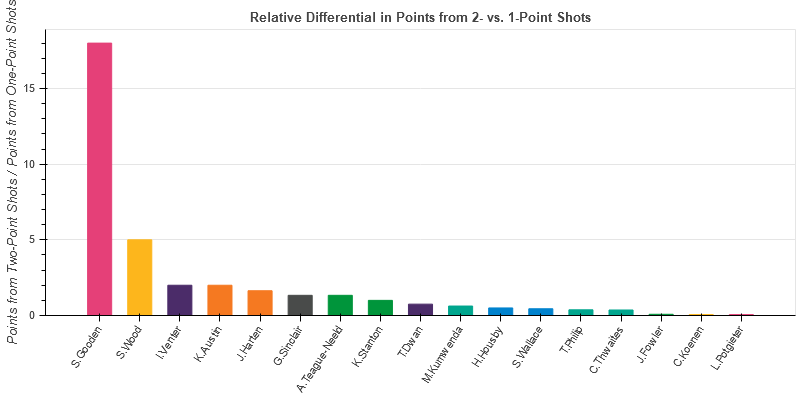 Relative Differential in Points from 2- vs. 1-Point Shots
Points from Two-Point Shots / Points from One-Point Shots
15
10
5
0
S.Gooden
S.Wood
I.Venter
K.Austin
J.Harten
G.Sinclair
A.Teague-Neeld
K.Stanton
T.Dwan
M.Kumwenda
H.Housby
S.Wallace
T.Philip
C.Thwaites
J.Fowler
C.Koenen
L.Potgieter